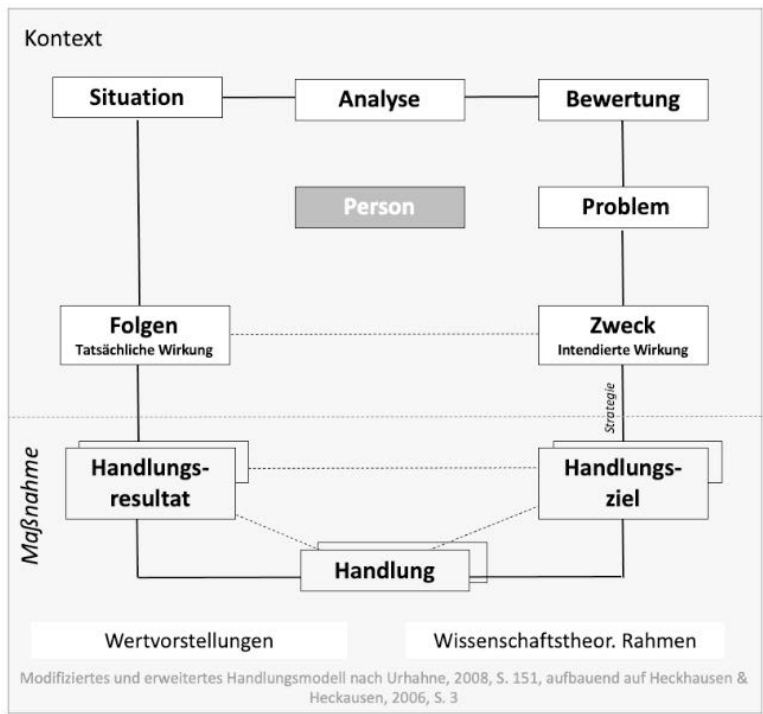 Kontext
Situation
Analyse
Bewertung
Person
Problem
Folgen
Tatsächliche Wirkung
Zweck
Intendierte Wirkung
Strategie
Maßnahme
Handlungs-
resultat
Handlungs-
ziel
Handlung
Wertvorstellungen
Wissenschaftstheor. Rahmen
Modifiziertes und erweitertes Handlungsmodell nach Urhahne, 2008, S. 151, aufbauend auf Heckhausen &
Heckausen, 2006, S. 3